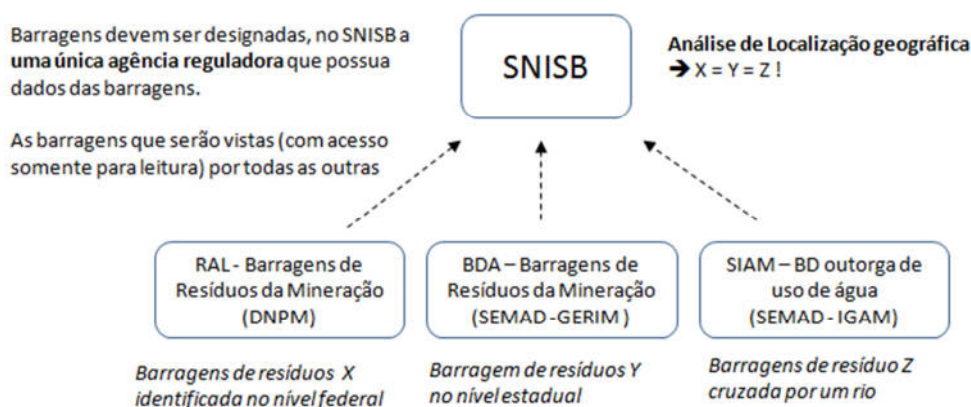 Barragens devem ser designadas, no SNISB a
uma única agência reguladora que possua
dados das barragens.
As barragens que serão vistas (com acesso
somente para leitura) por todas as outras
SNISB
Análise de Localização geográfica
➔ X = Y = Z !
RAL - Barragens de
Resíduos da Mineração
(DNPM)
BDA – Barragens de
Resíduos da Mineração
(SEMAD -GERIM )
SIAM – BD outorga de
uso de água
(SEMAD - IGAM)
Barragens de resíduos X
identificada no nível federal
Barragem de resíduos Y
no nível estadual
Barragens de resíduo Z
cruzada por um rio